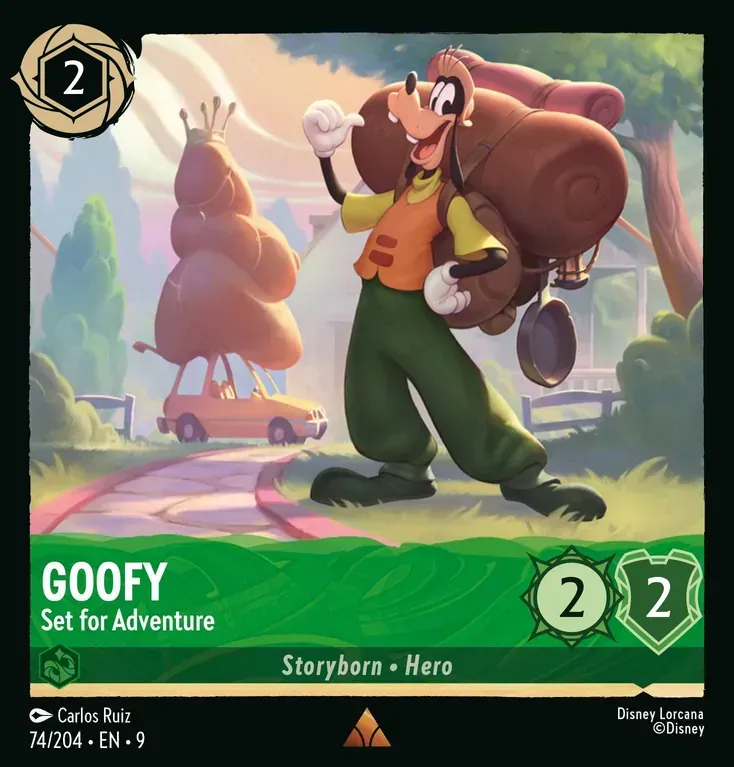 2
GOOFY
Set for Adventure
2
2
Storyborn • Hero
Carlos Ruiz
74/204 • EN • 9
Disney Lorcana
©Disney